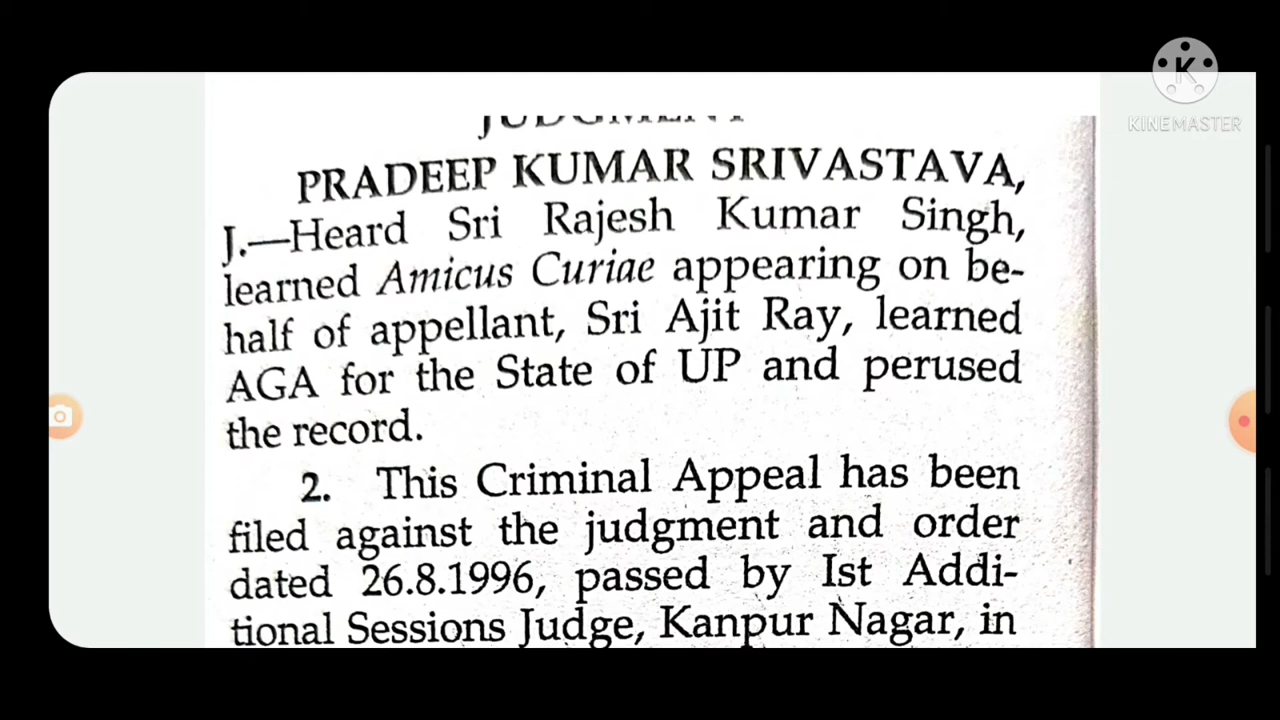 JUDGMENT
PRADEEP KUMAR SRIVASTAVA,
J.—Heard Sri Rajesh Kumar Singh,
learned Amicus Curiae appearing on be-
half of appellant, Sri Ajit Ray, learned
AGA for the State of UP and perused
the record.
2. This Criminal Appeal has been
filed against the judgment and order
dated 26.8.1996, passed by Ist Addi-
tional Sessions Judge, Kanpur Nagar, in
K
KINEMASTER